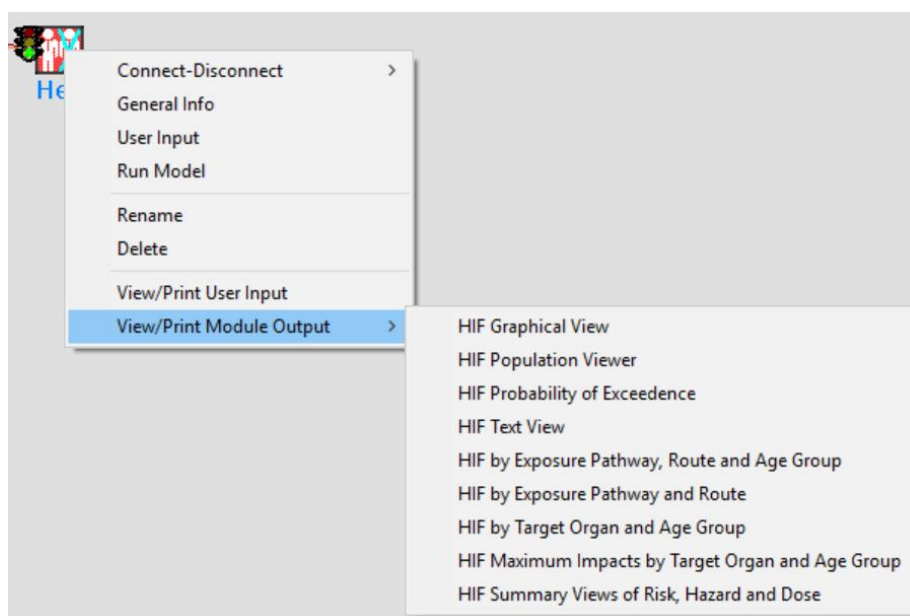 He
Connect-Disconnect
General Info
User Input
Run Model
Rename
Delete
View/Print User Input
View/Print Module Output
HIF Graphical View
HIF Population Viewer
HIF Probability of Exceedence
HIF Text View
HIF by Exposure Pathway, Route and Age Group
HIF by Exposure Pathway and Route
HIF by Target Organ and Age Group
HIF Maximum Impacts by Target Organ and Age Group
HIF Summary Views of Risk, Hazard and Dose